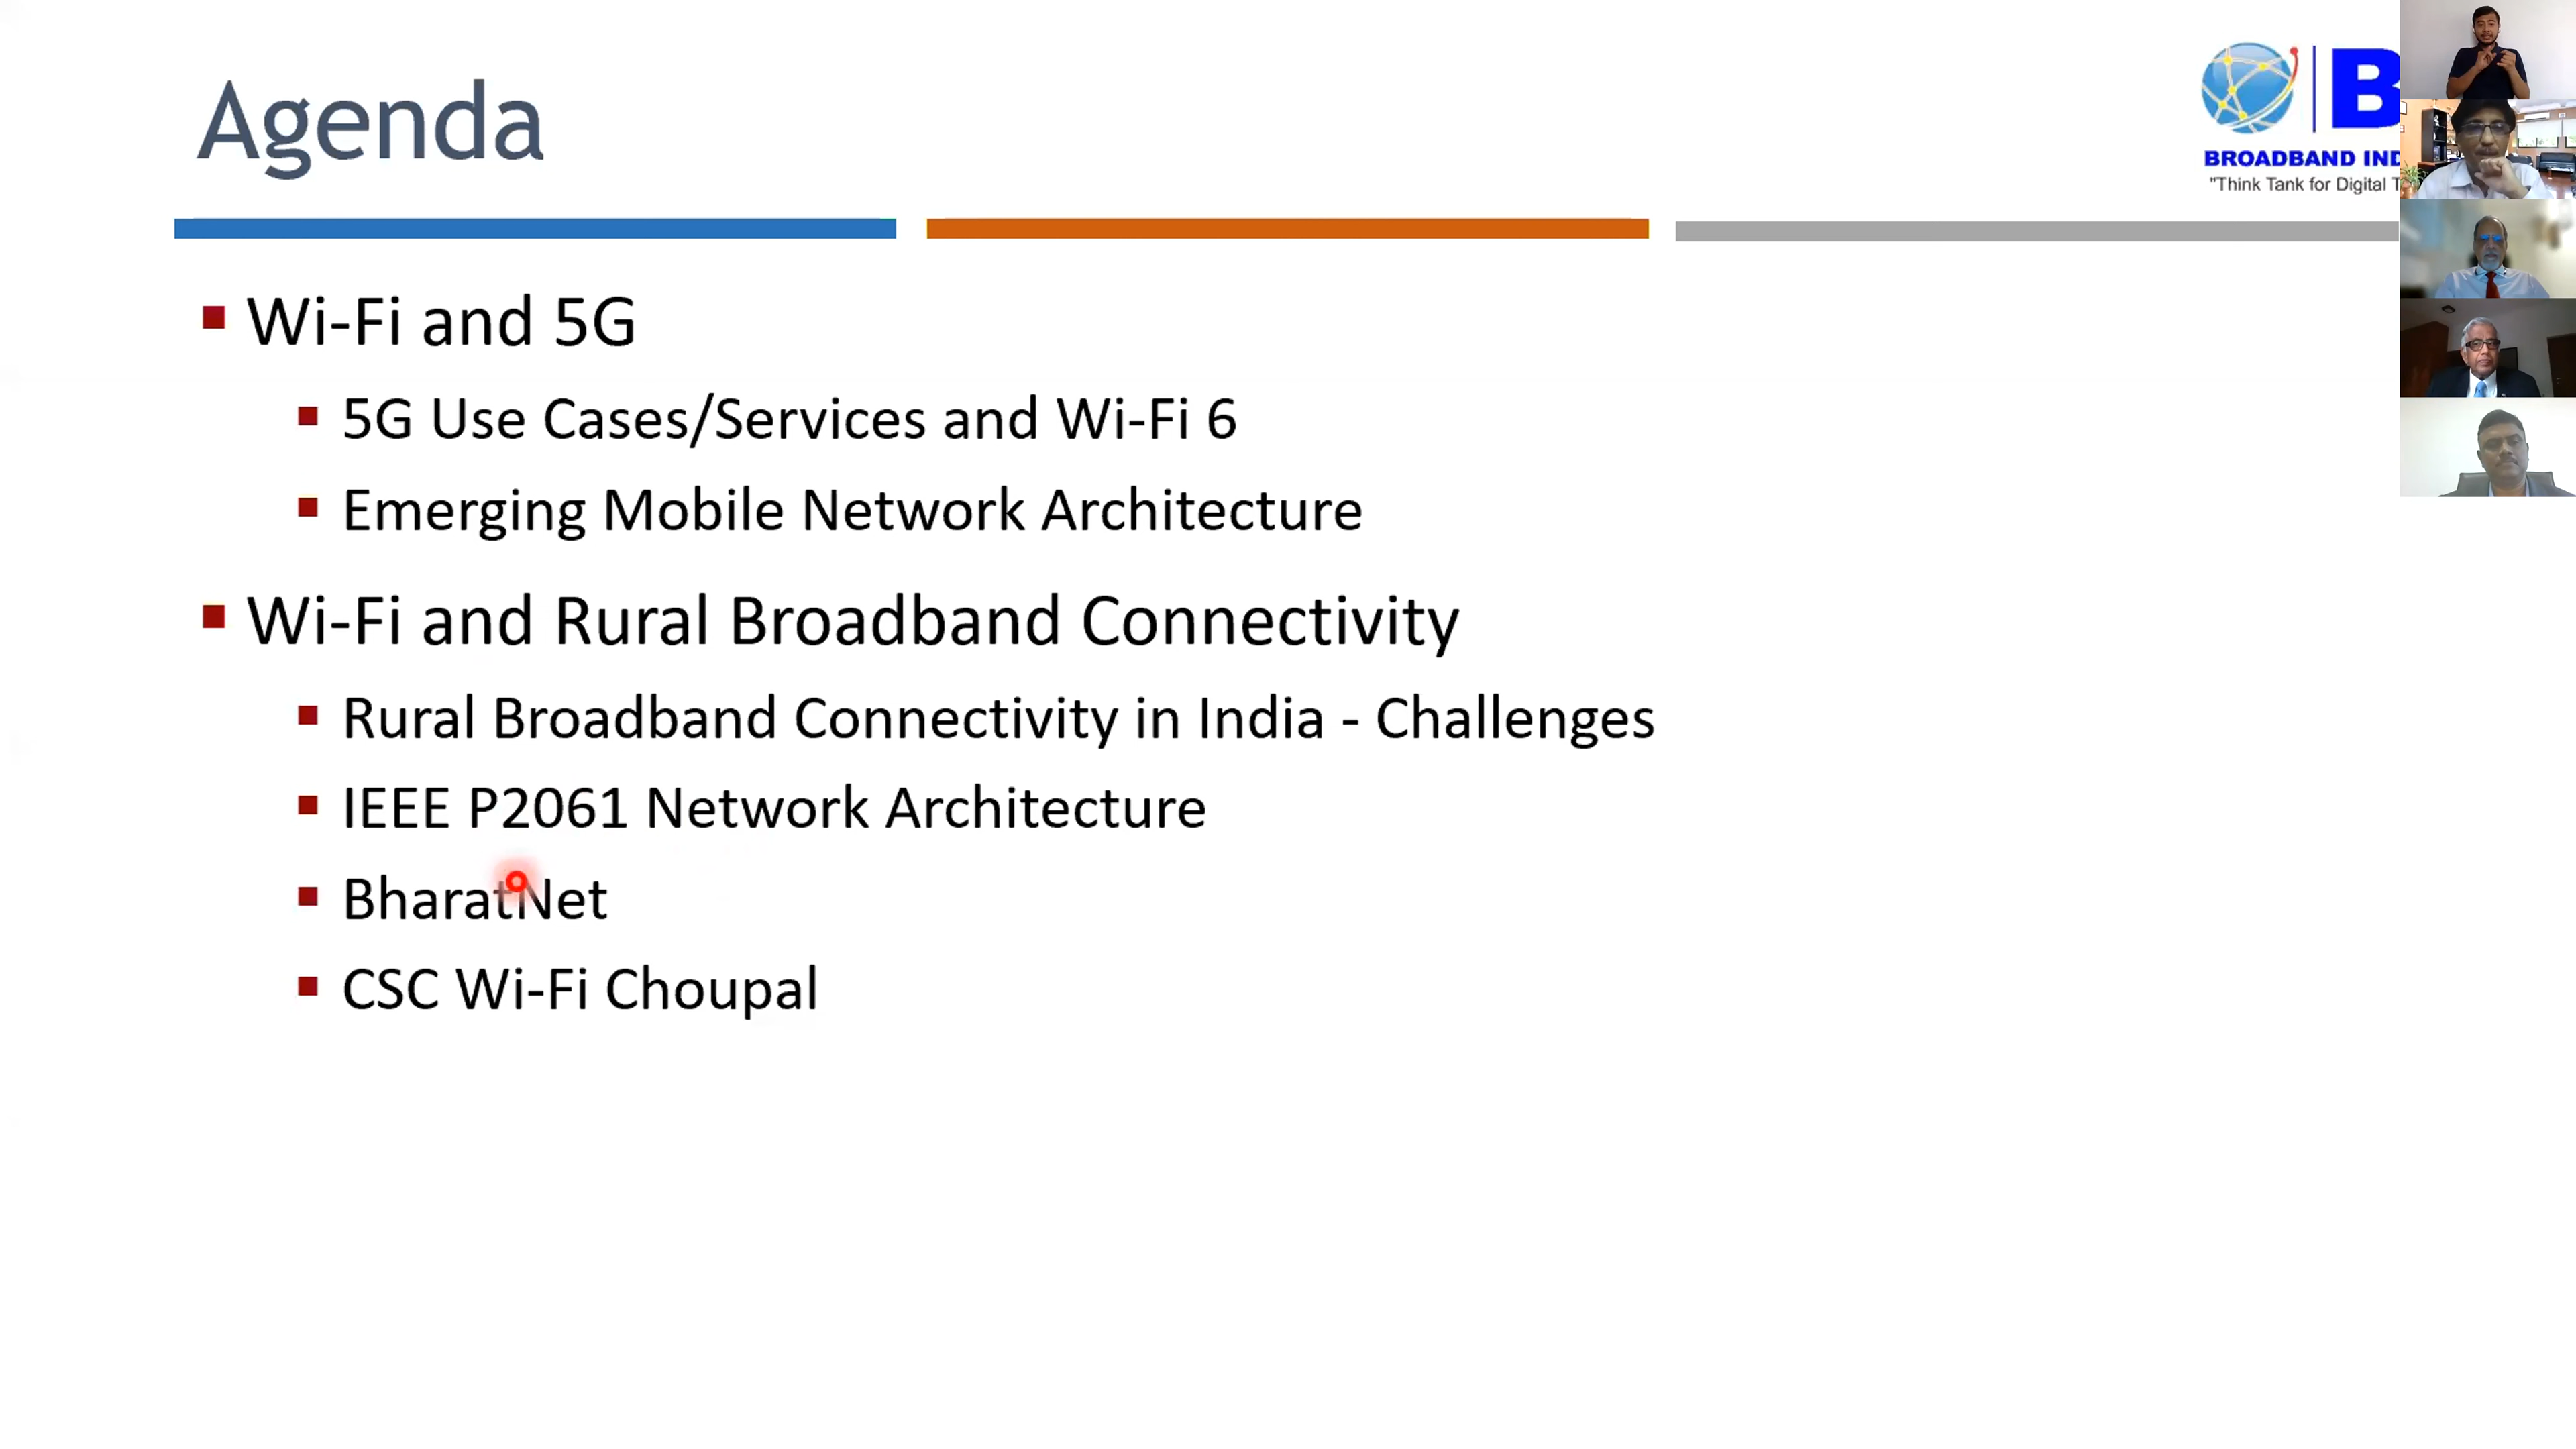 Agenda
B
BROADBAND IND
"Think Tank for Digital T
Wi-Fi and 5G
5G Use Cases/Services and Wi-Fi 6
Emerging Mobile Network Architecture
Wi-Fi and Rural Broadband Connectivity
Rural Broadband Connectivity in India - Challenges
IEEE P2061 Network Architecture
BharatNet
CSC Wi-Fi Choupal